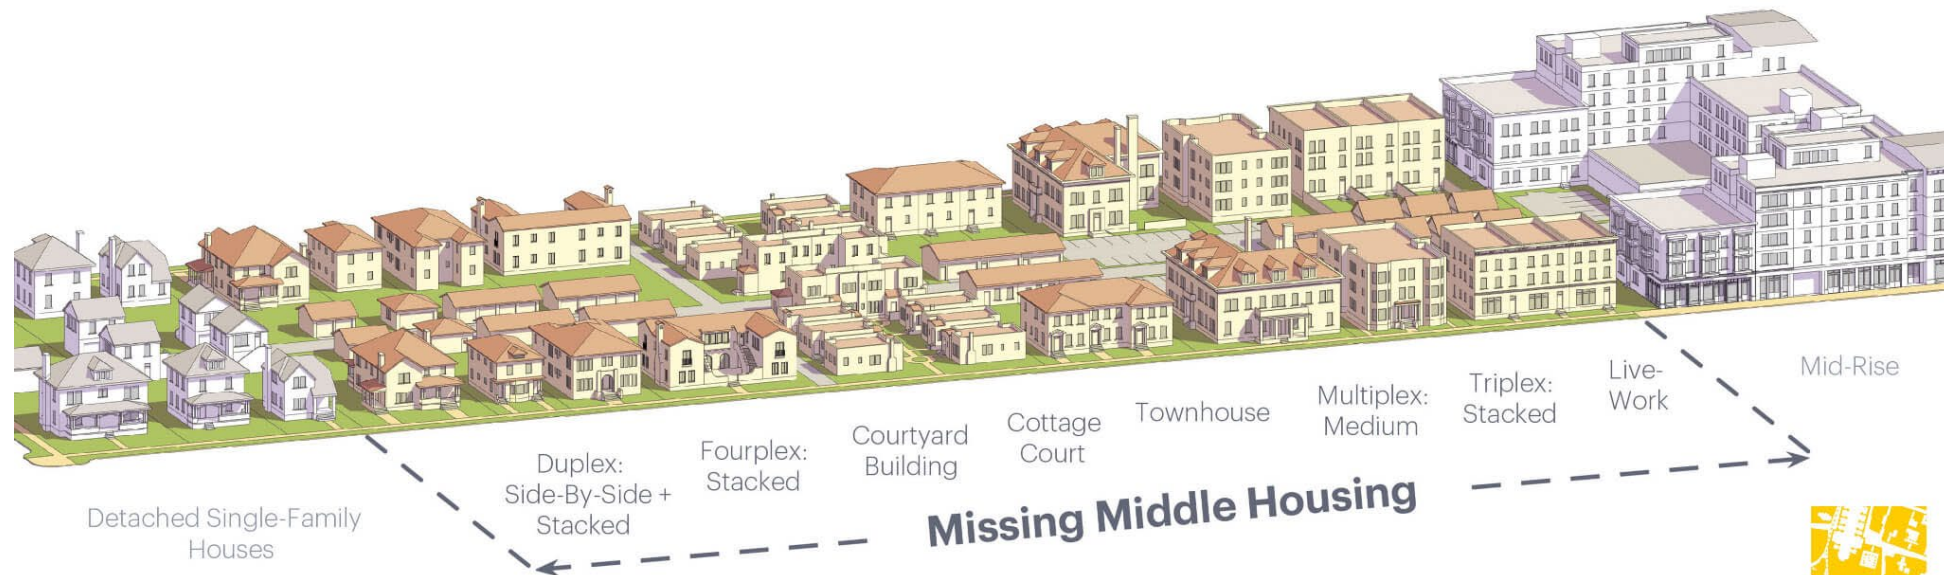 Detached Single-Family
Houses
Duplex:
Side-By-Side +
Stacked
Fourplex:
Stacked
Courtyard
Building
Cottage
Court
Townhouse
Multiplex:
Medium
Triplex:
Stacked
Live-
Work
Mid-Rise
Missing Middle Housing